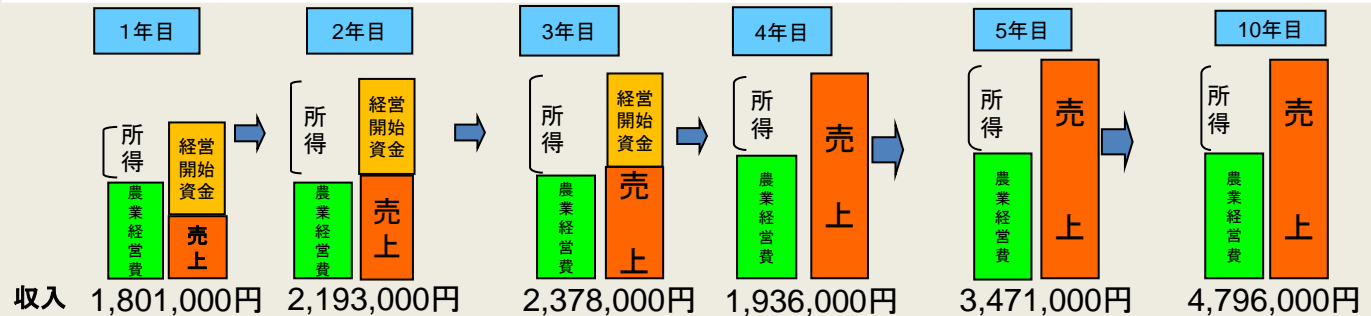 1年目
2年目
3年目
4年目
5年目
10年目
所得
農業経営費
経営
開始
資金
売上
所得
農業経営費
経営
開始
資金
売上
所得
農業経営費
経営
開始
資金
売上
所得
農業経営費
売上
所得
農業経営費
売上
所得
農業経営費
売上
収入 1,801,000円 2,193,000円 2,378,000円 1,936,000円 3,471,000円 4,796,000円